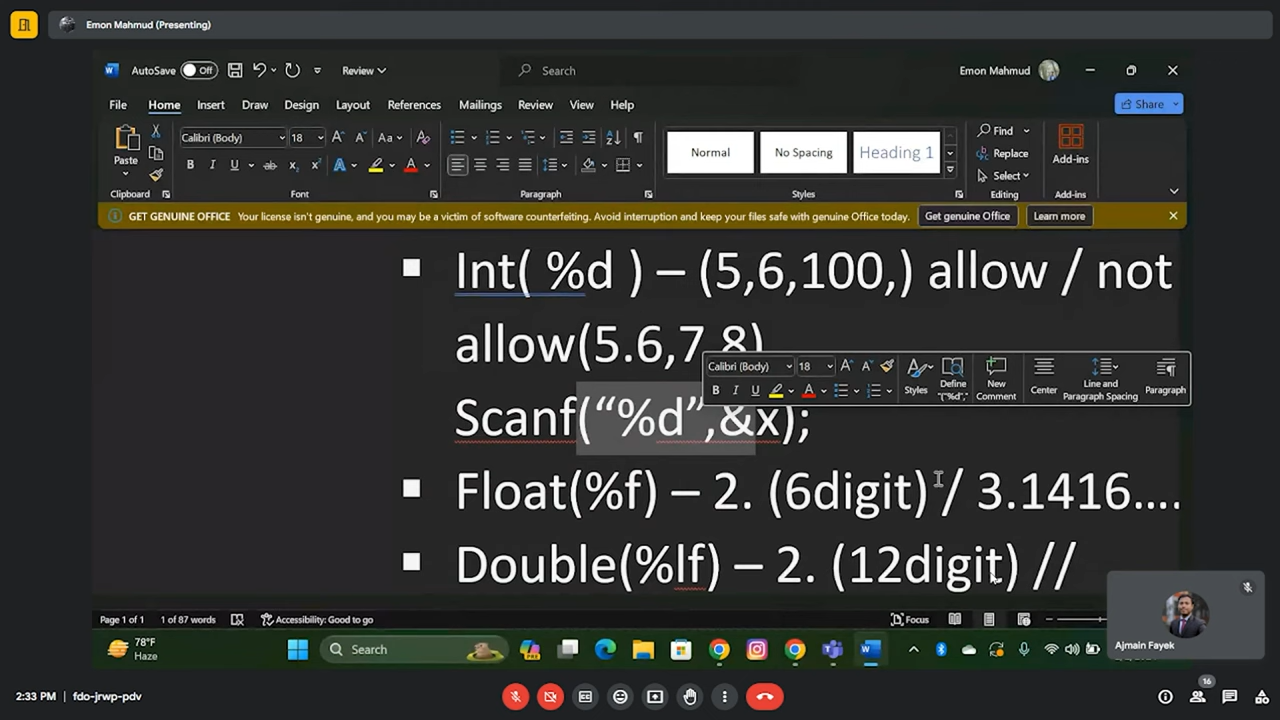 Emon Mahmud (Presenting)
AutoSave Off Review Search Emon Mahmud
File Home Insert Draw Design Layout References Mailings Review View Help Share
Paste Calibri (Body) 18 Normal No Spacing Heading 1 Find Replace Select Add-ins
Clipboard Font Paragraph Styles Editing Add-ins
GET GENUINE OFFICE Your license isn't genuine, and you may be a victim of software counterfeiting. Avoid interruption and keep your files safe with genuine Office today. Get genuine Office Learn more
Int( %d ) – (5,6,100,) allow / not
allow(5.6,7.8)
Calibri (Body) 18 Styles Define "("%d", New Comment Center Line and Paragraph Spacing Paragraph
Scanf(“%d”,&x);
Float(%f) – 2. (6digit) / 3.1416....
Double(%lf) – 2. (12digit) //
Page 1 of 1 1 of 87 words Accessibility: Good to go Focus
78°F
Haze
Search
Ajmain Fayek
2:33 PM | fdo-jrwp-pdv
16